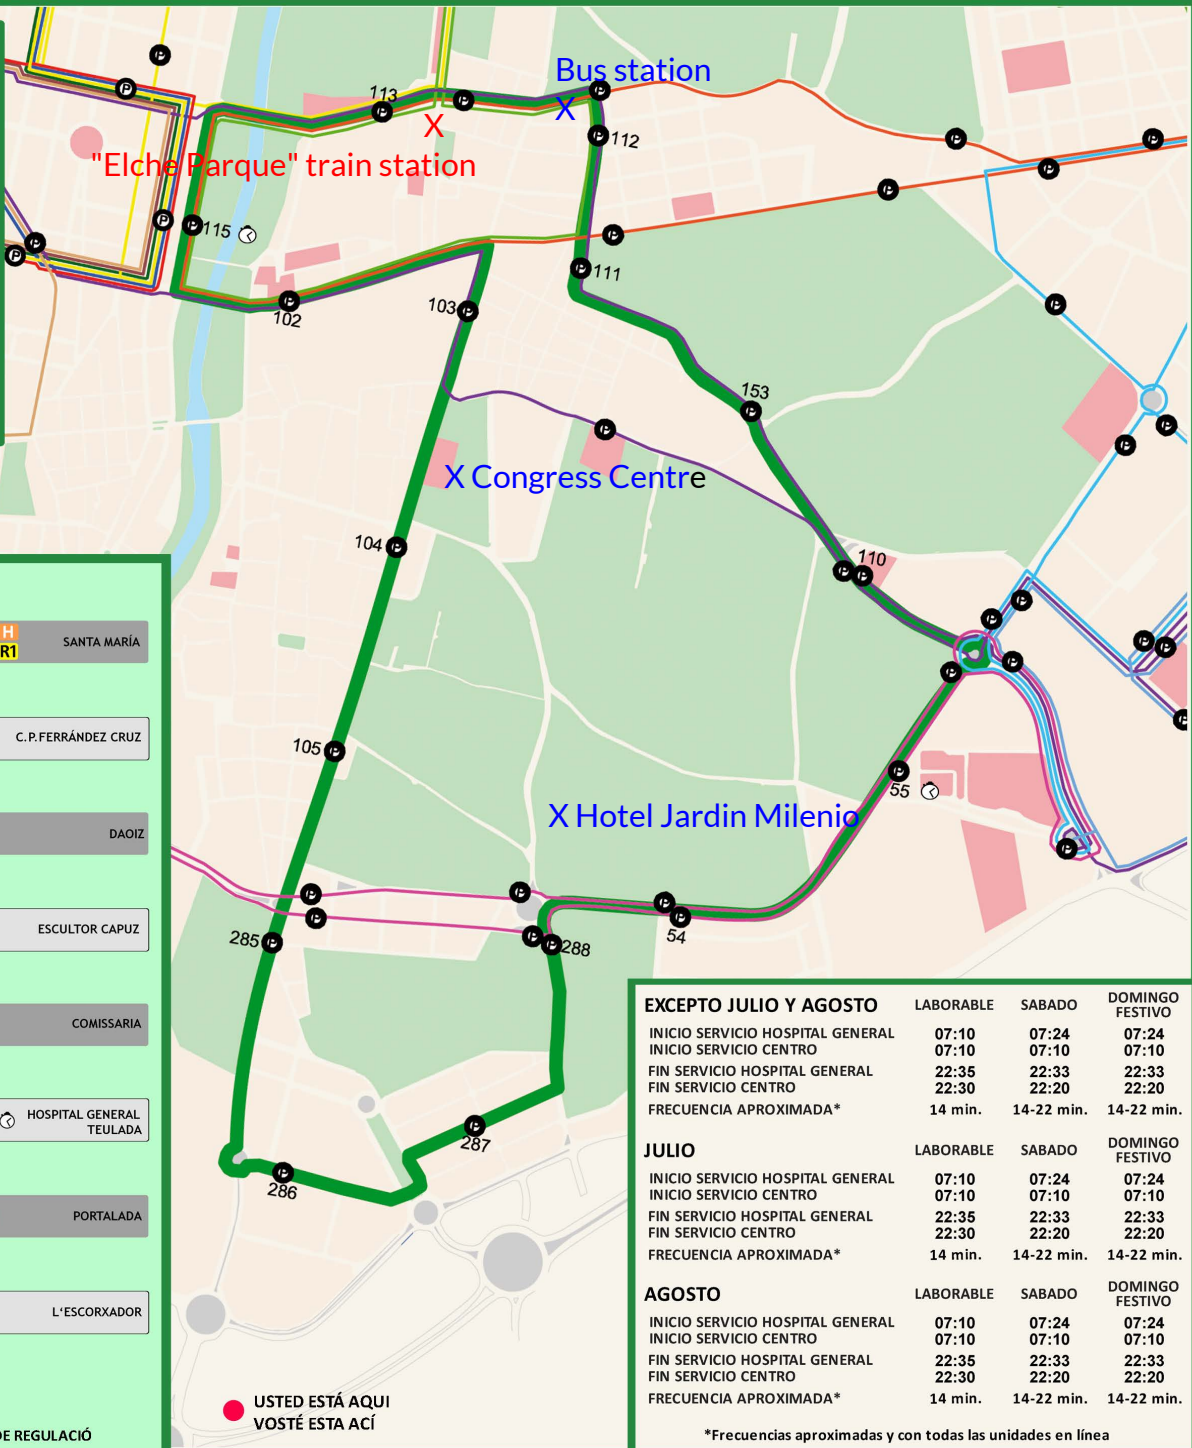 Bus station
X
113
X
112
"Elche Parque" train station
115
111
103
102
153
X Congress Centre
104
110
H
R1
SANTA MARÍA
C.P.FERRÁNDEZ CRUZ
105
55
X Hotel Jardin Milenio
DAOIZ
ESCULTOR CAPUZ
285
288
54
COMISSARIA
HOSPITAL GENERAL
TEULADA
287
286
PORTALADA
L'ESCORXADOR
USTED ESTÁ AQUI
VOSTÉ ESTA ACÍ
DE REGULACIÓ
EXCEPTO JULIO Y AGOSTO LABORABLE SABADO DOMINGO FESTIVO
INICIO SERVICIO HOSPITAL GENERAL 07:10 07:24 07:24
INICIO SERVICIO CENTRO 07:10 07:10 07:10
FIN SERVICIO HOSPITAL GENERAL 22:35 22:33 22:33
FIN SERVICIO CENTRO 22:30 22:20 22:20
FRECUENCIA APROXIMADA* 14 min. 14-22 min. 14-22 min.
JULIO LABORABLE SABADO DOMINGO FESTIVO
INICIO SERVICIO HOSPITAL GENERAL 07:10 07:24 07:24
INICIO SERVICIO CENTRO 07:10 07:10 07:10
FIN SERVICIO HOSPITAL GENERAL 22:35 22:33 22:33
FIN SERVICIO CENTRO 22:30 22:20 22:20
FRECUENCIA APROXIMADA* 14 min. 14-22 min. 14-22 min.
AGOSTO LABORABLE SABADO DOMINGO FESTIVO
INICIO SERVICIO HOSPITAL GENERAL 07:10 07:24 07:24
INICIO SERVICIO CENTRO 07:10 07:10 07:10
FIN SERVICIO HOSPITAL GENERAL 22:35 22:33 22:33
FIN SERVICIO CENTRO 22:30 22:20 22:20
FRECUENCIA APROXIMADA* 14 min. 14-22 min. 14-22 min.
*Frecuencias aproximadas y con todas las unidades en línea